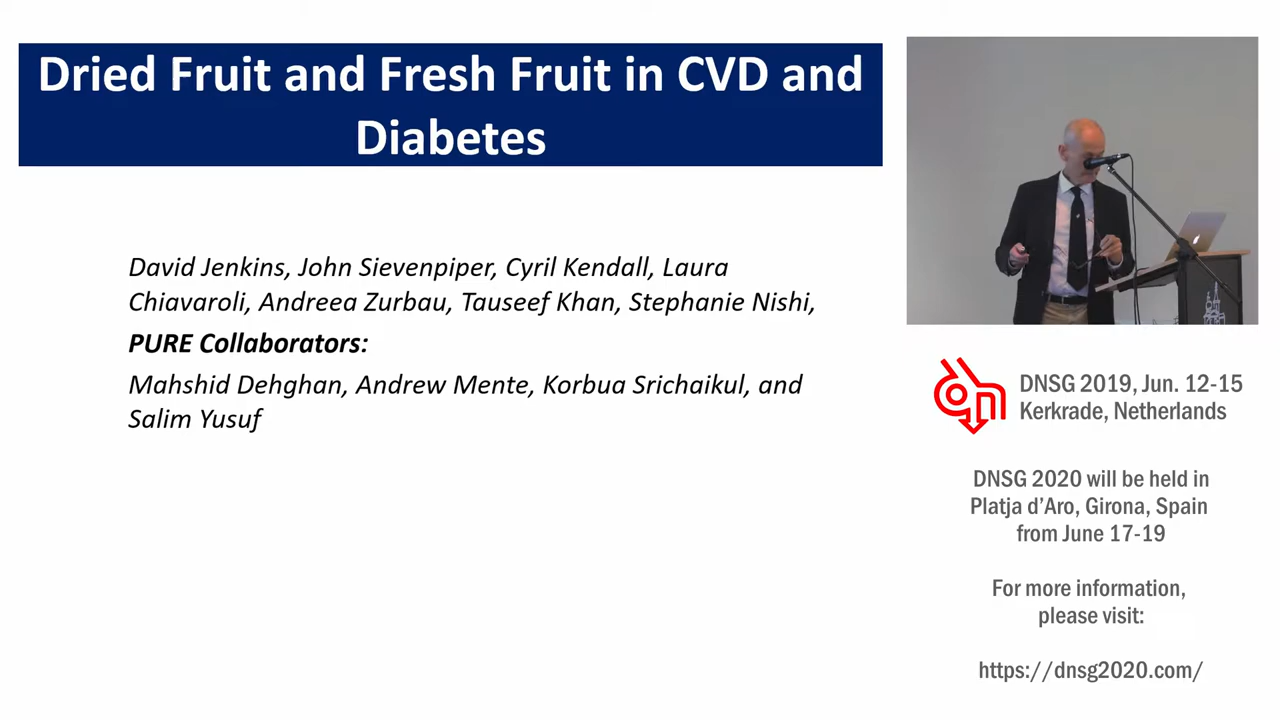 Dried Fruit and Fresh Fruit in CVD and
Diabetes
David Jenkins, John Sievenpiper, Cyril Kendall, Laura
Chiavaroli, Andreea Zurbau, Tauseef Khan, Stephanie Nishi,
PURE Collaborators:
Mahshid Dehghan, Andrew Mente, Korbua Srichaikul, and
Salim Yusuf
DNSG 2019, Jun. 12-15
Kerkrade, Netherlands
DNSG 2020 will be held in
Platja d’Aro, Girona, Spain
from June 17-19
For more information,
please visit:
https://dnsg2020.com/